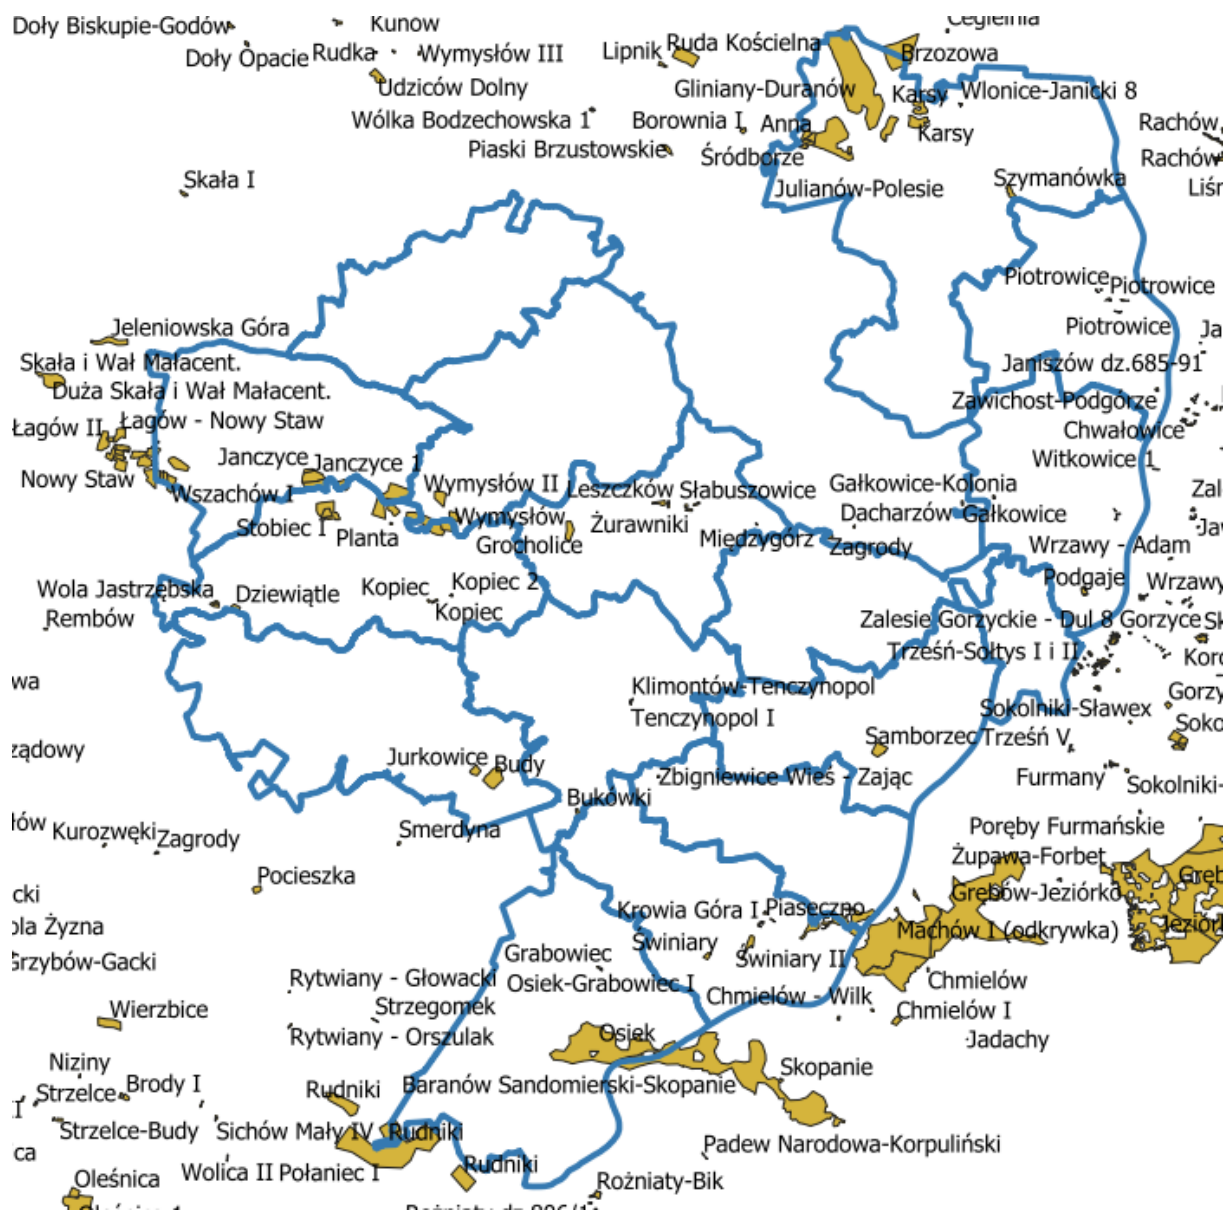 Doły Biskupie-Godów
Kunow
Cegielnia
Doły Opacie
Rudka
Wymysłów III
Lipnik
Ruda Kościelna
Brzozowa
Udziców Dolny
Gliniany-Duranów
Karsy
Wlonice-Janicki 8
Wólka Bodzechowska 1
Borownia I
Anna
Karsy
Rachów
Piaski Brzustowskie
Śródborze
Rachów
Skała I
Julianów-Polesie
Szymanówka
Piotrowice
Piotrowice
Jeleniowska Góra
Piotrowice
Skała i Wał Małacent.
Janiszów dz.685-91
Duża Skała i Wał Małacent.
Zawichost-Podgórze
Łagów II
Łagów - Nowy Staw
Chwałowice
Janczyce
Janczyce 1
Witkowice 1
Nowy Staw
Wszachów I
Wymysłów II
Leszczków
Słabuszowice
Gałkowice-Kolonia
Stobiec I
Planta
Wymysłów
Żurawniki
Dacharzów
Gałkowice
Grocholice
Międzygórz
Zagrody
Wrzawy - Adam
Wola Jastrzębska
Dziewiątle
Kopiec
Kopiec 2
Podgaje
Wrzawy
Rembów
Kopiec
Zalesie Gorzyckie - Dul 8
Gorzyce
Trześń-Sołtys I i II
Klimontów-Tenczynopol
Tenczynopol I
Sokolniki-Sławex
Samborzec
Trześń V
Jurkowice
Budy
Zbigniewice Wieś - Zając
Furmany
Sokolniki-
Bukówki
Kurozwęki
Zagrody
Smerdyna
Poręby Furmańskie
Pocieszka
Żupawa-Forbet
Grębów-Jeziórko
ola Żyzna
Krowia Góra I
Piaseczno
Machów I (odkrywka)
Grzybów-Gacki
Świniary
Świniary II
Grabowiec
Rytwiany - Głowacki
Osiek-Grabowiec I
Chmielów
Wierzbice
Strzegomek
Chmielów - Wilk
Chmielów I
Rytwiany - Orszulak
Osiek
Jadachy
Niziny
Skopanie
Strzelce
Brody I
Rudniki
Baranów Sandomierski-Skopanie
Strzelce-Budy
Sichów Mały IV
Rudniki
Padew Narodowa-Korpuliński
Wolica II
Połaniec I
Rudniki
Oleśnica
Rożniaty-Bik